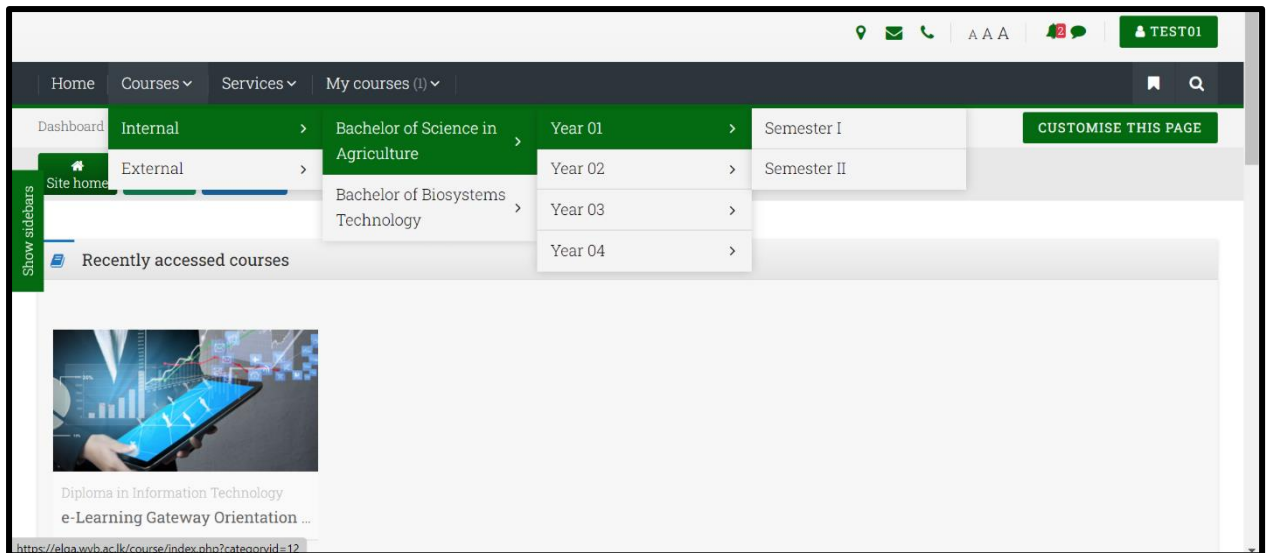 A A A
2
TEST01
Home Courses Services My courses (1)
Dashboard
CUSTOMISE THIS PAGE
Internal
External
Bachelor of Science in
Agriculture
Bachelor of Biosystems
Technology
Year 01
Year 02
Year 03
Year 04
Semester I
Semester II
Site home
Show sidebars
Recently accessed courses
Diploma in Information Technology
e-Learning Gateway Orientation ...
https://elga.wyb.ac.lk/course/index.php?categoryid=12